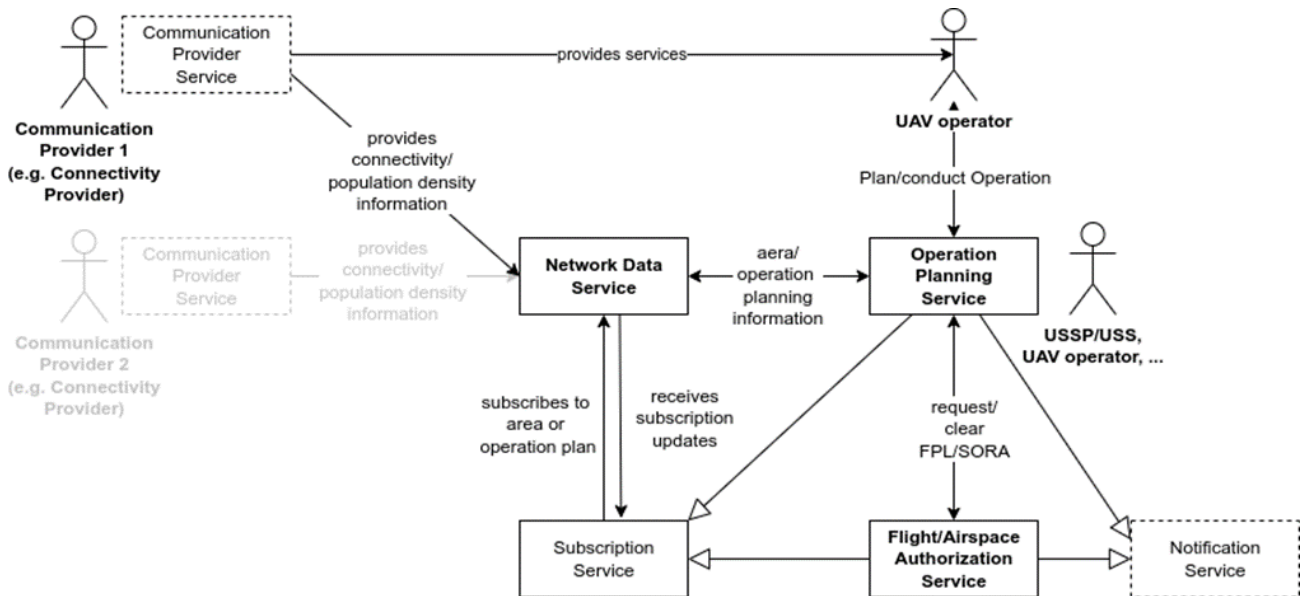 Communication
Provider
Service
provides services
Communication
Provider 1
(e.g. Connectivity
Provider)
UAV operator
provides
connectivity/
population density
information
Plan/conduct Operation
Communication
Provider
Service
provides
connectivity/
population density
information
Communication
Provider 2
(e.g. Connectivity
Provider)
Network Data
Service
aera/
operation
planning
information
Operation
Planning
Service
USSP/USS,
UAV operator, ...
subscribes to
area or
operation plan
receives
subscription
updates
request/
clear
FPL/SORA
Subscription
Service
Flight/Airspace
Authorization
Service
Notification
Service